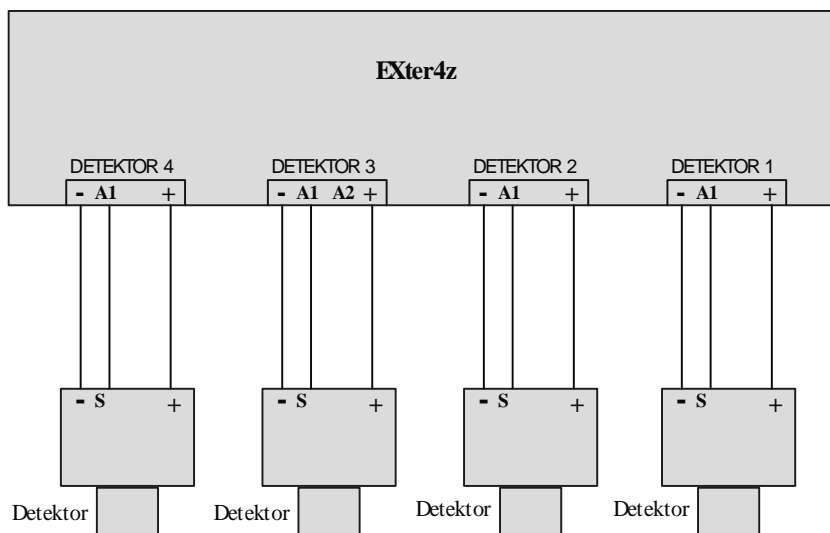 EXter4z
DETEKTOR 4 DETEKTOR 3 DETEKTOR 2 DETEKTOR 1
- A1 + - A1 A2 + - A1 + - A1 +
- S + - S + - S + - S +
Detektor Detektor Detektor Detektor